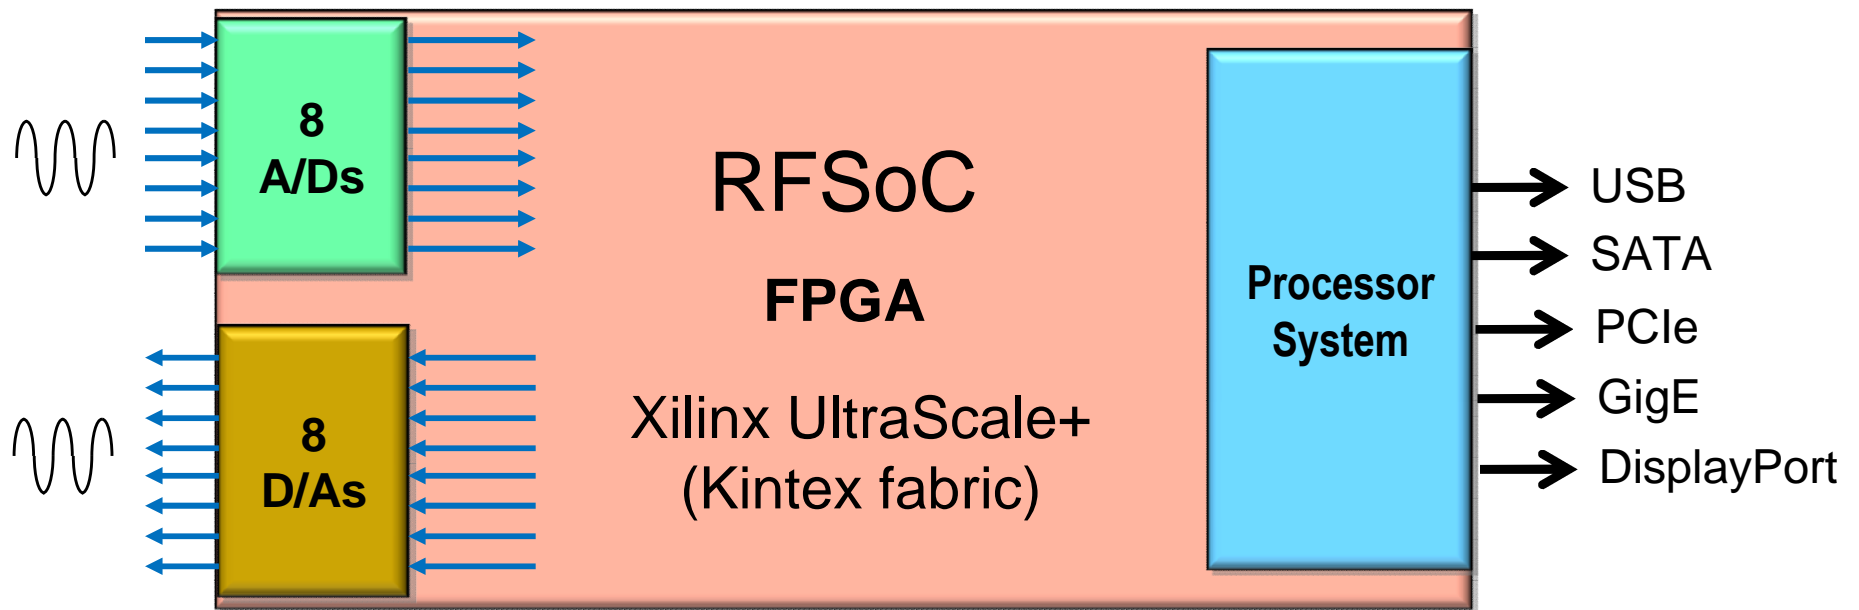 8
A/Ds
8
D/As
RFSoC
FPGA
Xilinx UltraScale+
(Kintex fabric)
Processor
System
USB
SATA
PCIe
GigE
DisplayPort